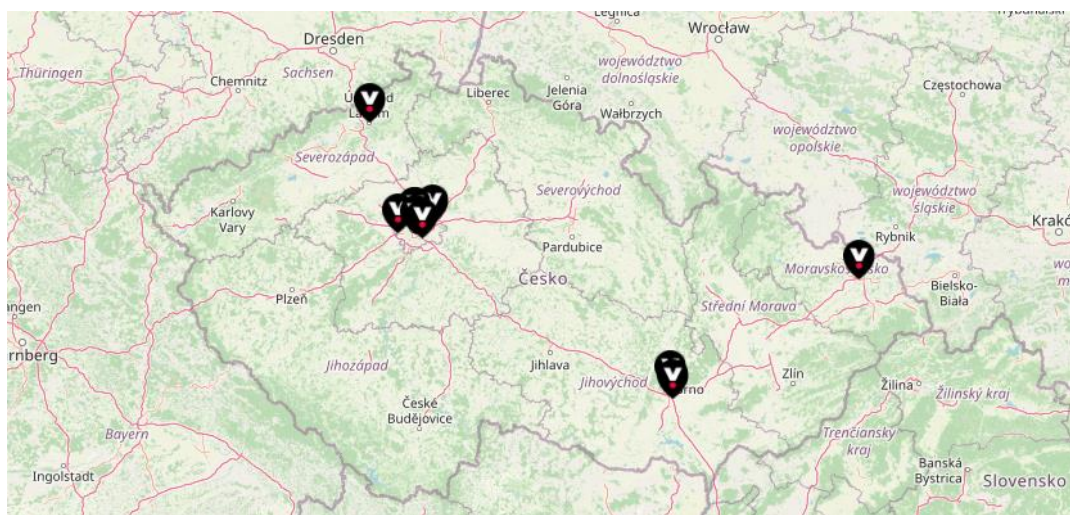 Legnica
Dresden
Wrocław
Thüringen
Chemnitz
Sachsen
województwo
dolnośląskie
Częstochowa
Liberec
Jelenia
Góra
Wałbrzych
województwo
opolskie
Severozápad
Karlovy
Vary
Severovýchod
województwo
śląskie
Kraków
Rybnik
Pardubice
Česko
Plzeň
Střední Morava
Bielsko-
Biała
Jihozápad
Jihlava
Jihovýchod
Zlín
Žilina
Žilinský kraj
České
Budějovice
Bayern
Trenčiansky
kraj
Ingolstadt
Banská
Bystrica
Slovensko
V
V
V
V
V